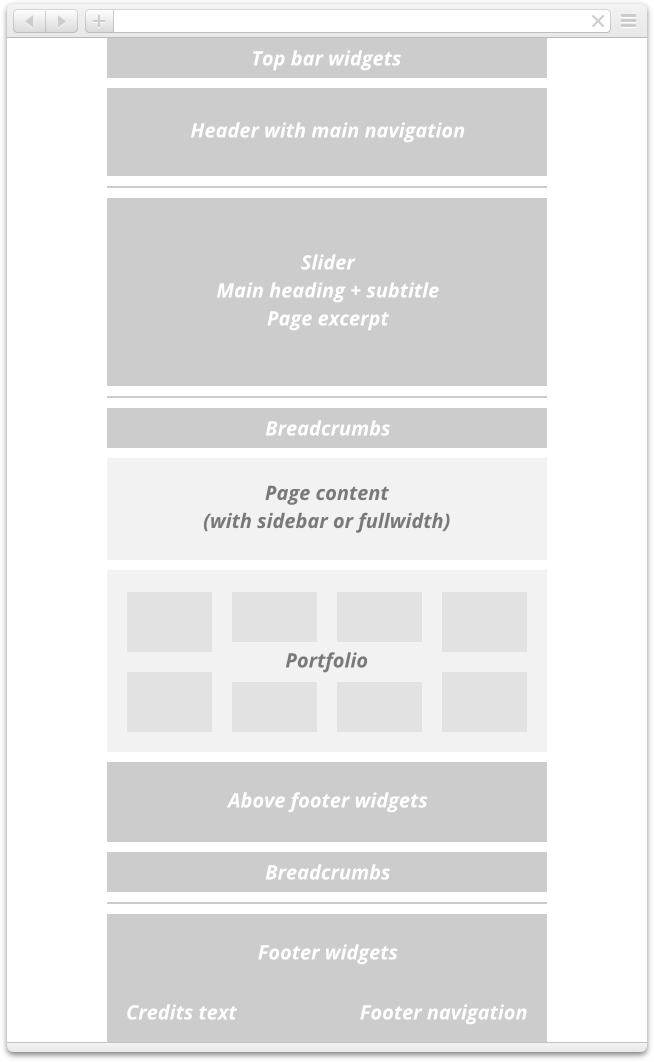 Top bar widgets
Header with main navigation
Slider
Main heading + subtitle
Page excerpt
Breadcrumbs
Page content
(with sidebar or fullwidth)
Portfolio
Above footer widgets
Breadcrumbs
Footer widgets
Credits text
Footer navigation